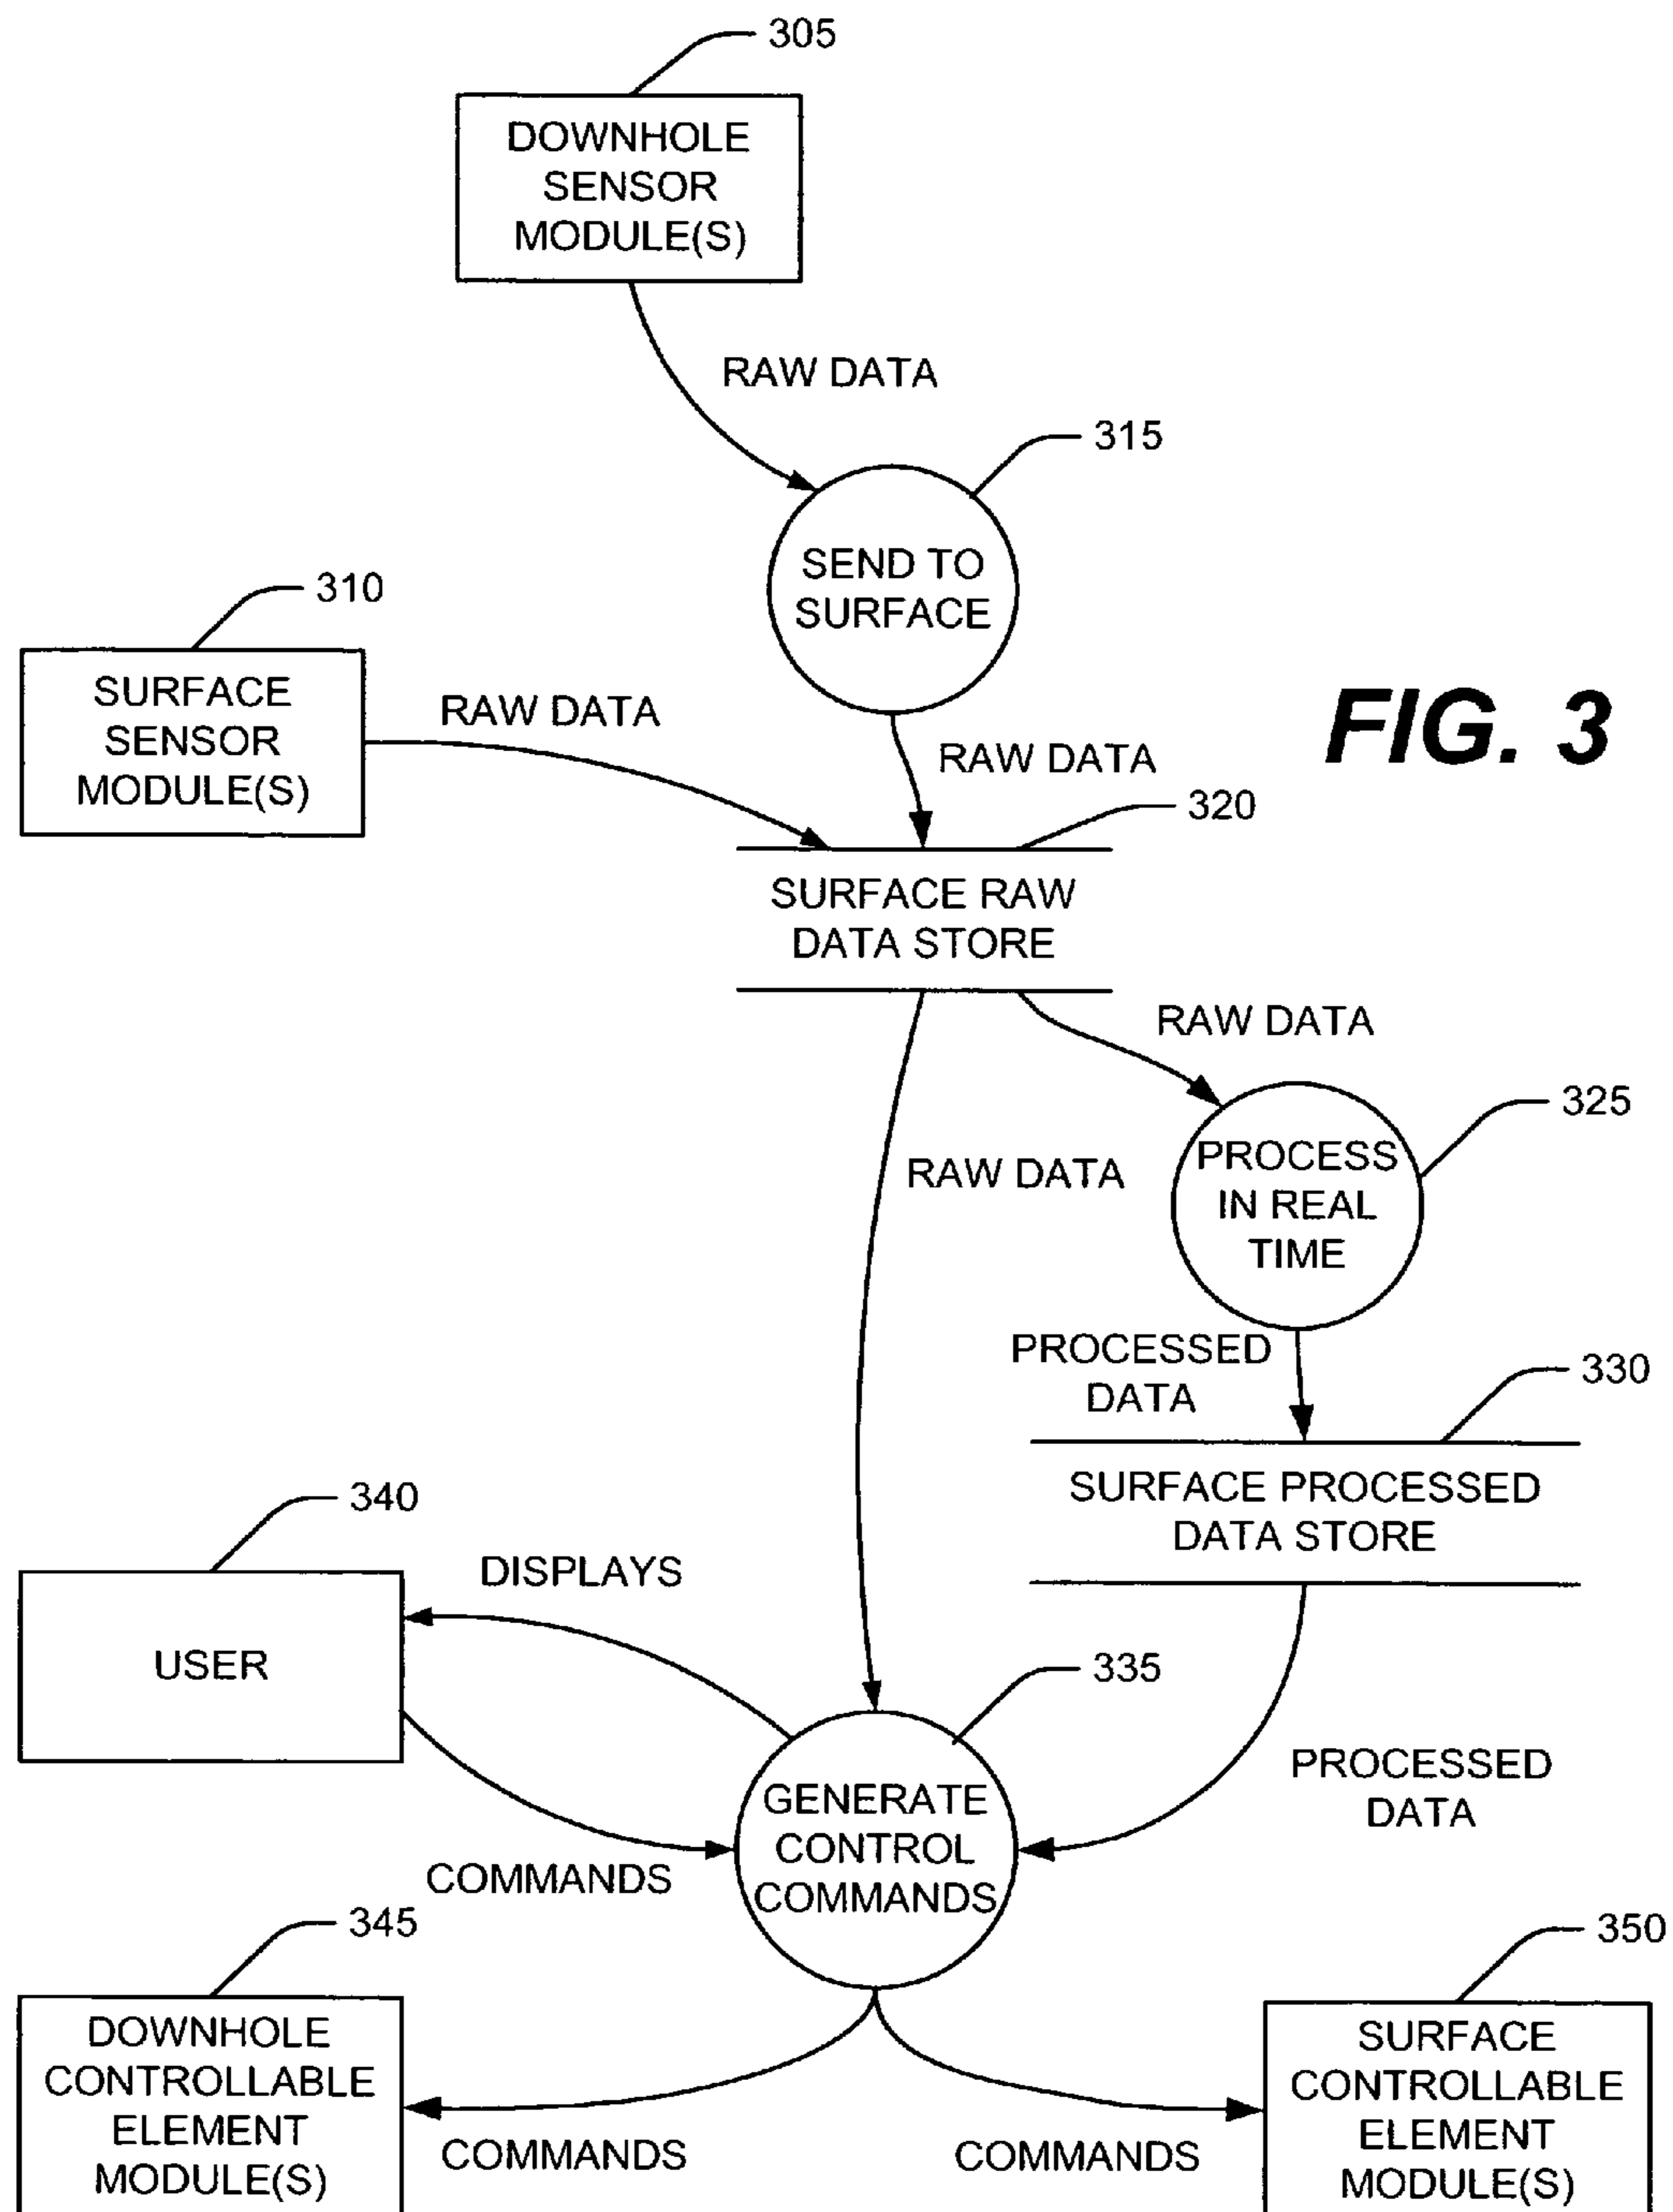 305
DOWNHOLE
SENSOR
MODULE(S)
RAW DATA
315
SEND TO
SURFACE
310
SURFACE
SENSOR
MODULE(S)
RAW DATA
RAW DATA
FIG. 3
320
SURFACE RAW
DATA STORE
RAW DATA
325
PROCESS
IN REAL
TIME
RAW DATA
PROCESSED
DATA
330
SURFACE PROCESSED
DATA STORE
340
DISPLAYS
USER
335
PROCESSED
DATA
GENERATE
CONTROL
COMMANDS
COMMANDS
345
DOWNHOLE
CONTROLLABLE
ELEMENT
MODULE(S)
COMMANDS
COMMANDS
350
SURFACE
CONTROLLABLE
ELEMENT
MODULE(S)